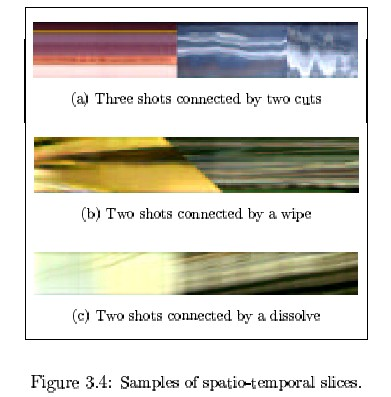 (a) Three shots connected by two cuts
(b) Two shots connected by a wipe
(c) Two shots connected by a dissolve
Figure 3.4: Samples of spatio-temporal slices.